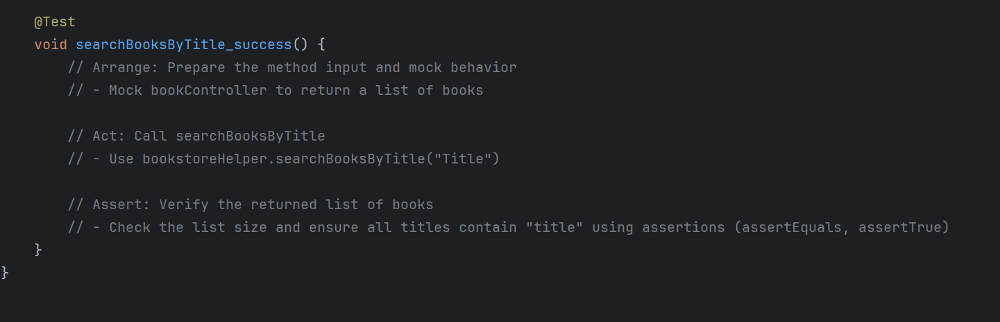 @Test
void searchBooksByTitle_success() {
// Arrange: Prepare the method input and mock behavior
// - Mock bookController to return a list of books
// Act: Call searchBooksByTitle
// - Use bookstoreHelper.searchBooksByTitle("Title")
// Assert: Verify the returned list of books
// - Check the list size and ensure all titles contain "title" using assertions (assertEquals, assertTrue)
}
}